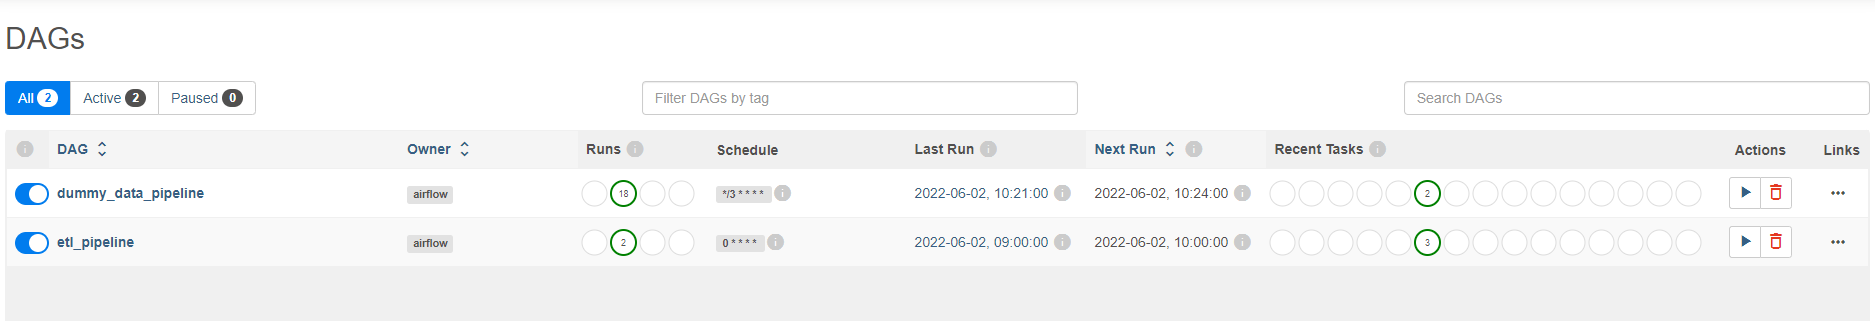 DAGs
All 2 Active 2 Paused 0 Filter DAGs by tag Search DAGs
i DAG Owner Runs i Schedule Last Run i Next Run i Recent Tasks i Actions Links
dummy_data_pipeline airflow 18 */3 * * * * i 2022-06-02, 10:21:00 i 2022-06-02, 10:24:00 i 2 ...
etl_pipeline airflow 2 0 * * * * i 2022-06-02, 09:00:00 i 2022-06-02, 10:00:00 i 3 ...